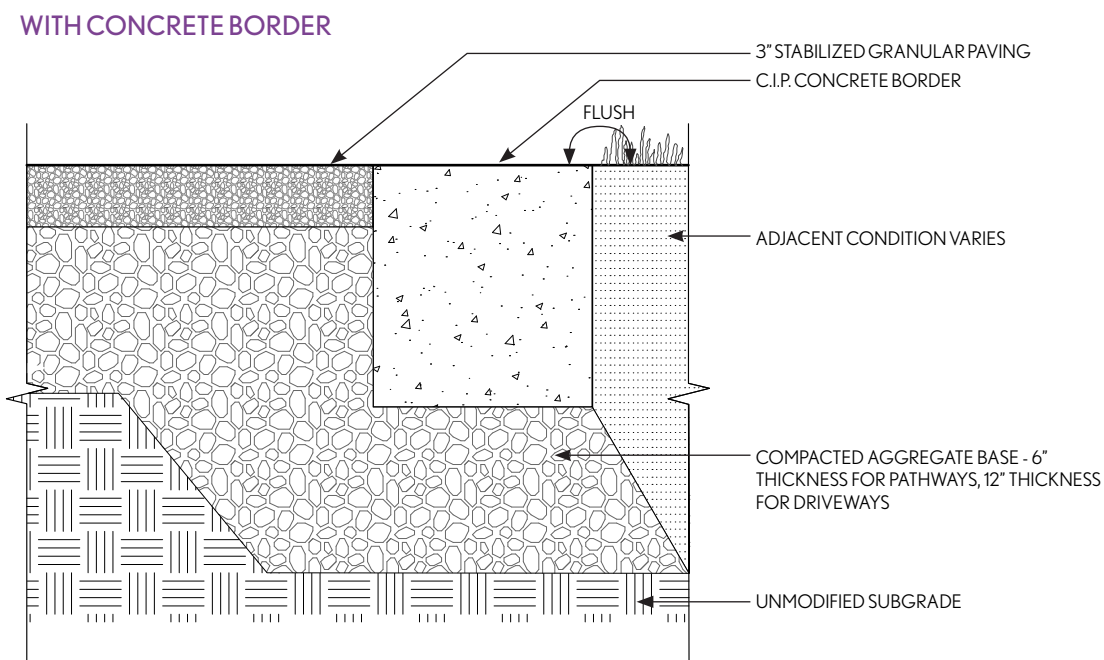 WITH CONCRETE BORDER
3” STABILIZED GRANULAR PAVING
C.I.P. CONCRETE BORDER
FLUSH
ADJACENT CONDITION VARIES
COMPACTED AGGREGATE BASE - 6”
THICKNESS FOR PATHWAYS, 12” THICKNESS
FOR DRIVEWAYS
UNMODIFIED SUBGRADE